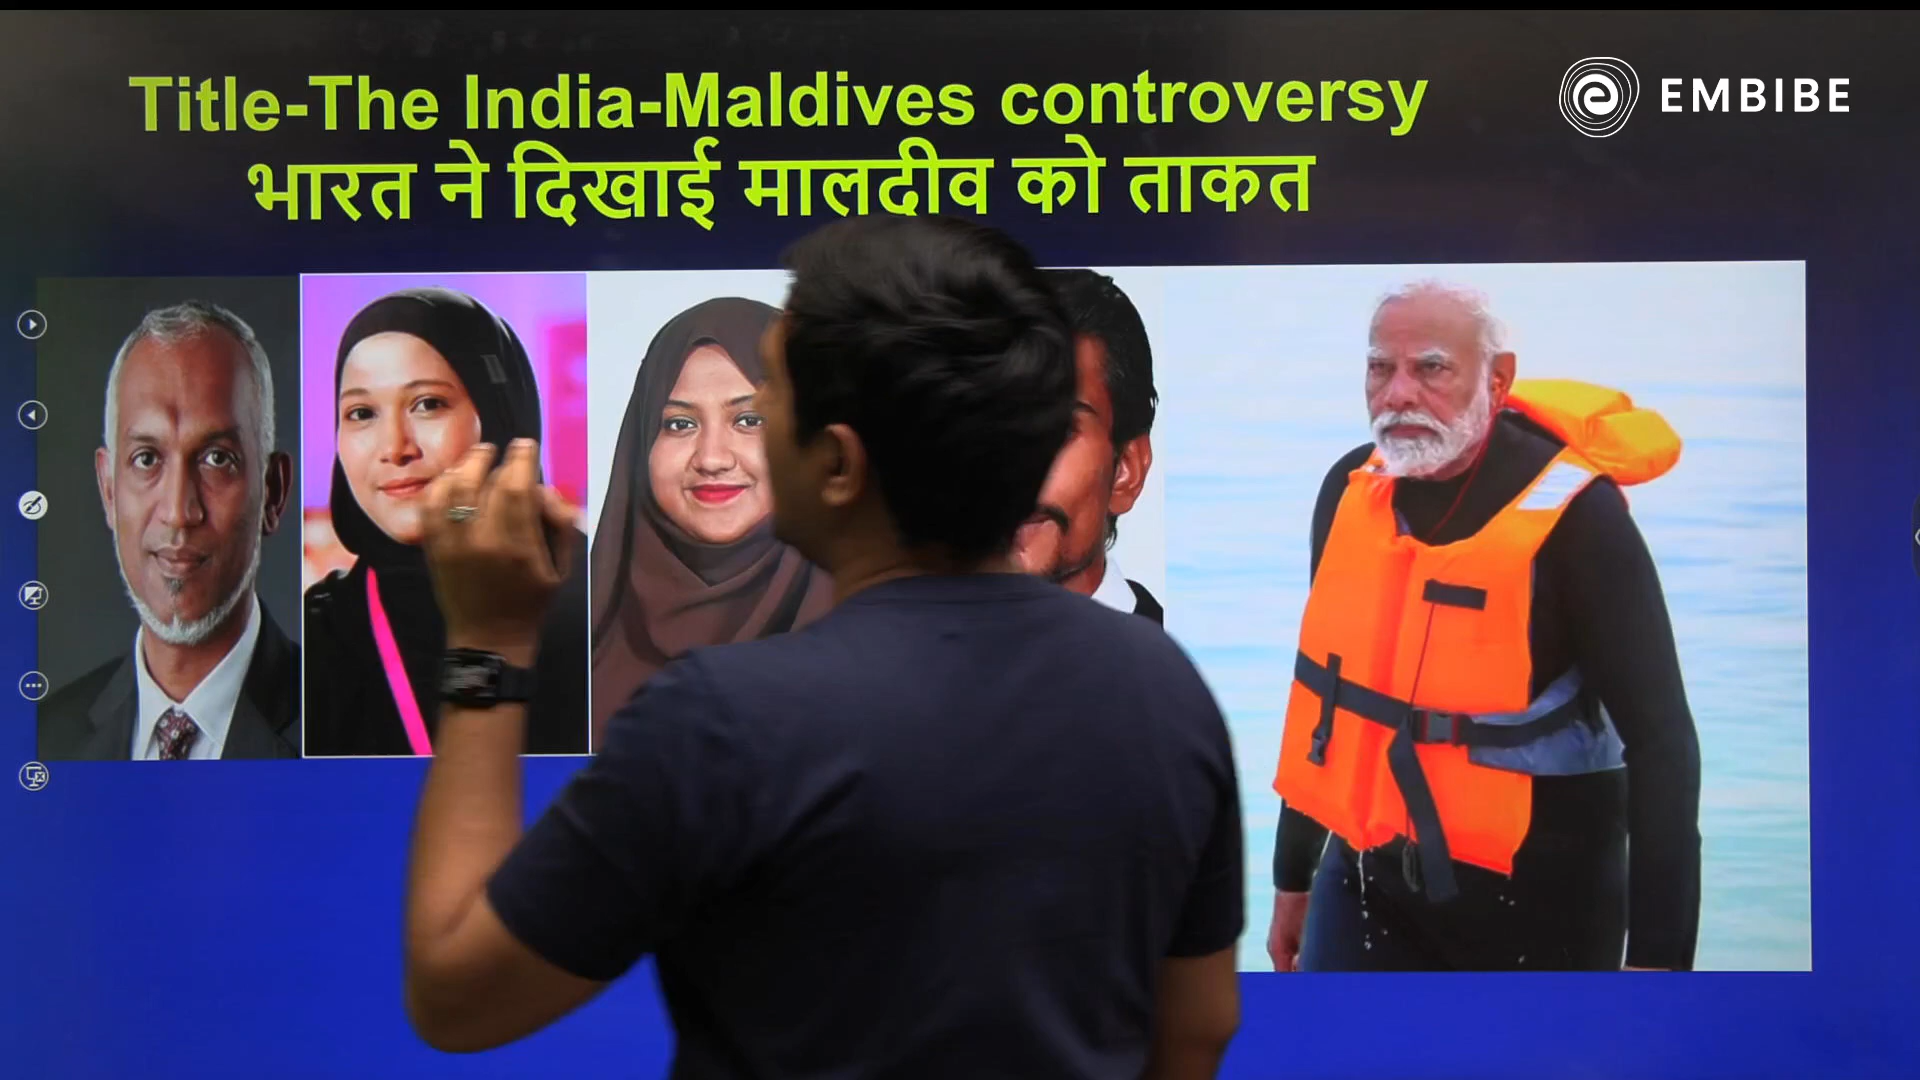 Title-The India-Maldives controversy
EMBIBE
भारत ने दिखाई मालदीव को ताकत